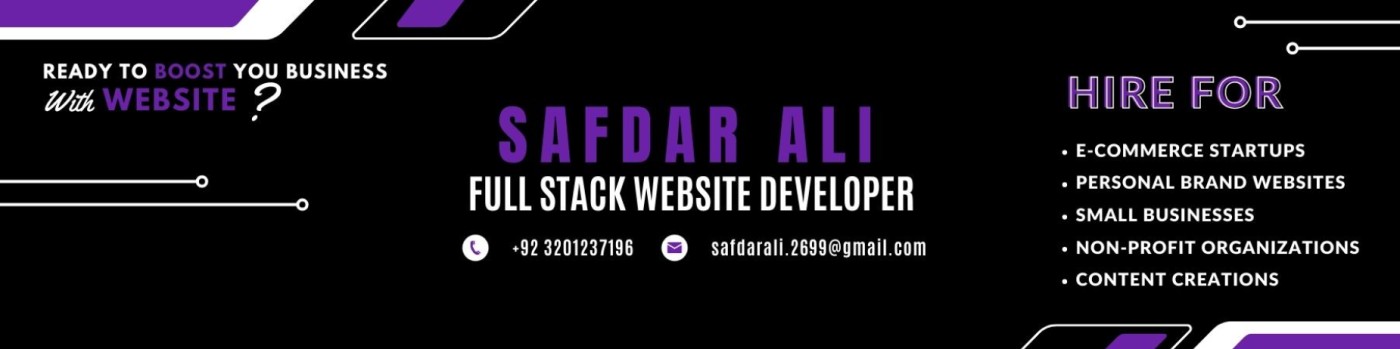 READY TO BOOST YOU BUSINESS
With WEBSITE ?
SAFDAR ALI
FULL STACK WEBSITE DEVELOPER
+92 3201237196 safdarali.2699@gmail.com
HIRE FOR
• E-COMMERCE STARTUPS
• PERSONAL BRAND WEBSITES
• SMALL BUSINESSES
• NON-PROFIT ORGANIZATIONS
• CONTENT CREATIONS